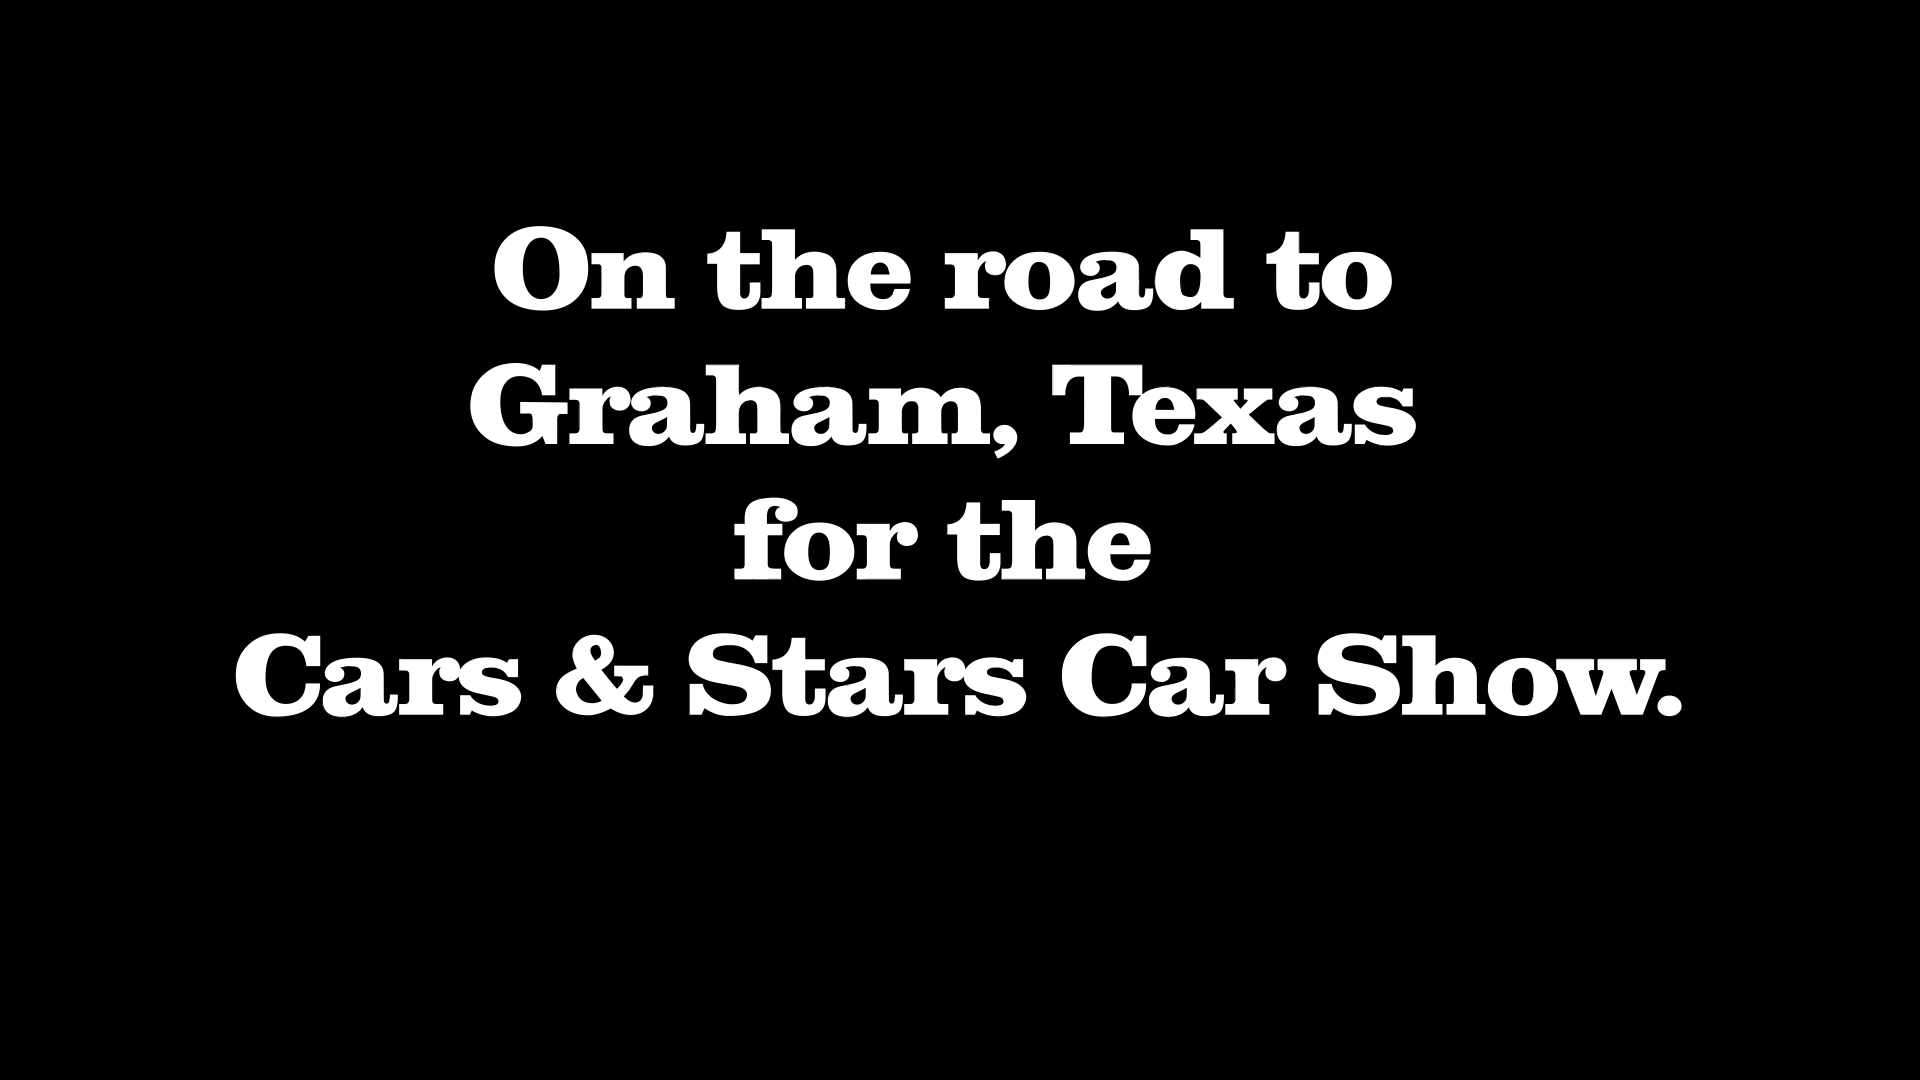 On the road to
Graham, Texas
for the
Cars & Stars Car Show.